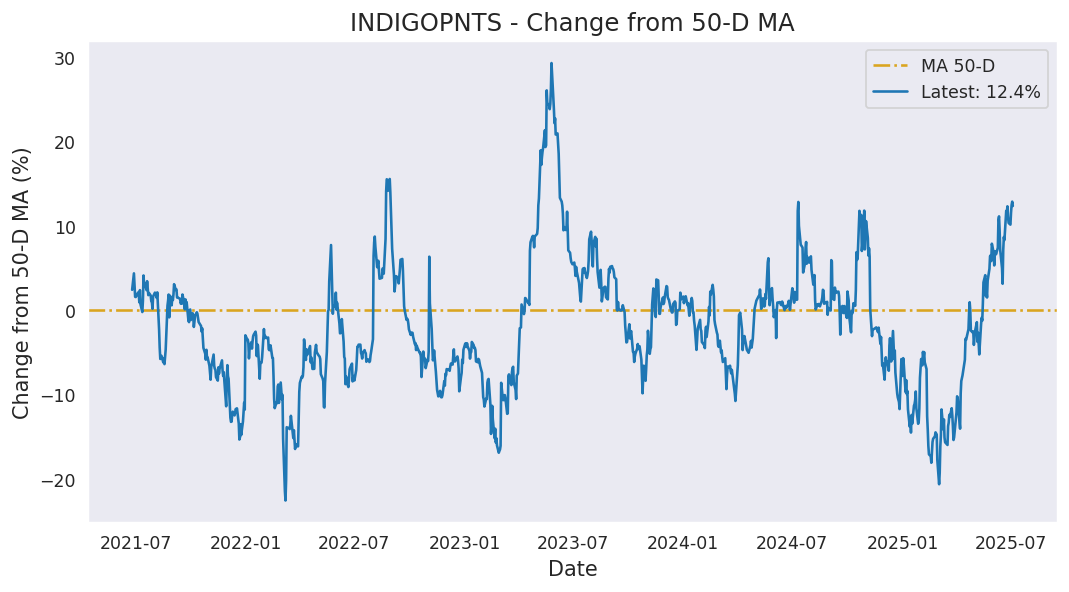 INDIGOPNTS - Change from 50-D MA
MA 50-D
Latest: 12.4%
Change from 50-D MA (%)
30
20
10
0
−10
−20
2021-07 2022-01 2022-07 2023-01 2023-07 2024-01 2024-07 2025-01 2025-07
Date